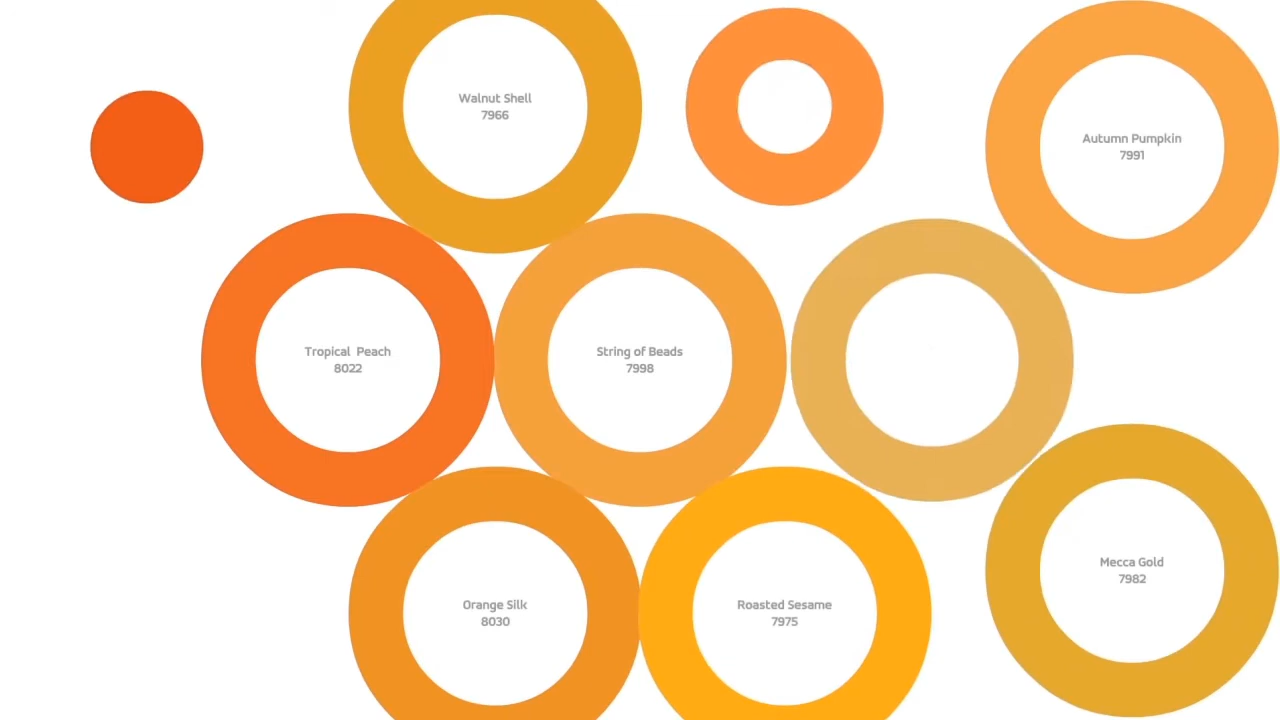 Walnut Shell
7966
Autumn Pumpkin
7991
Tropical  Peach
8022
String of Beads
7998
Mecca Gold
7982
Orange Silk
8030
Roasted Sesame
7975